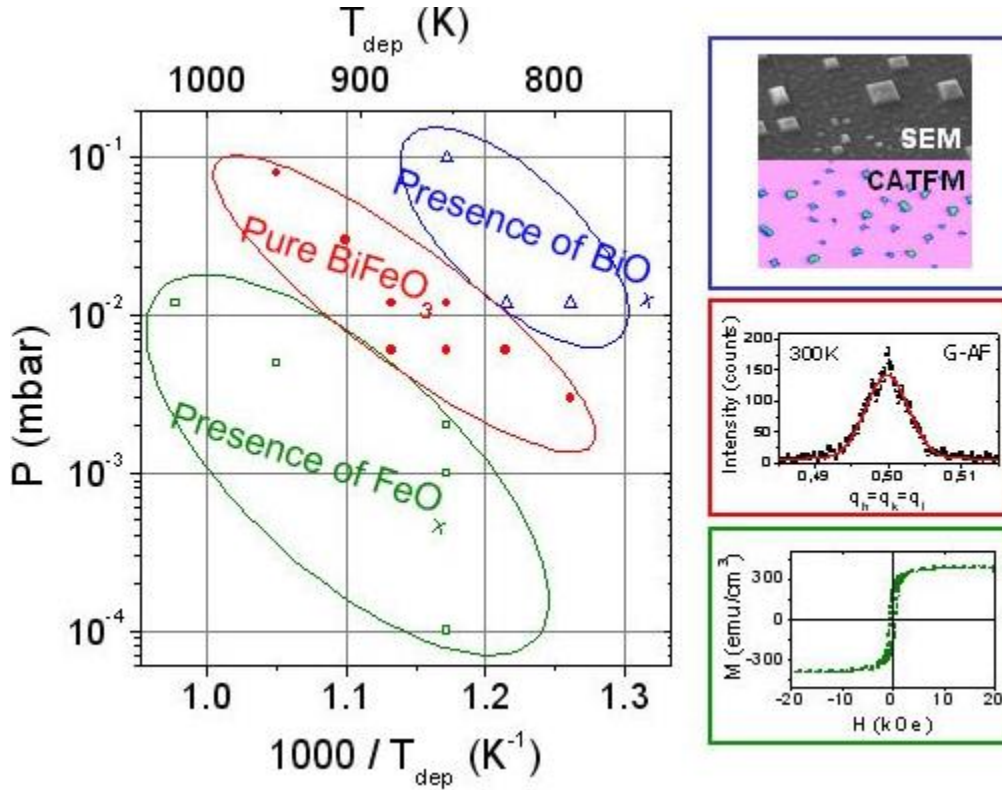 T_dep (K)
1000 900 800
10^-1
10^-2
10^-3
10^-4
P (mbar)
Presence of BiO_x
Pure BiFeO_3
Presence of FeO_x
1.0 1.1 1.2 1.3
1000 / T_dep (K^-1)
SEM
CATFM
Intensity (counts)
200
150
100
50
0
300K G-AF
0,49 0,50 0,51
q_h=q_k=q_l
M (emu/cm^3)
300
0
-300
-20 -10 0 10 20
H (kOe)